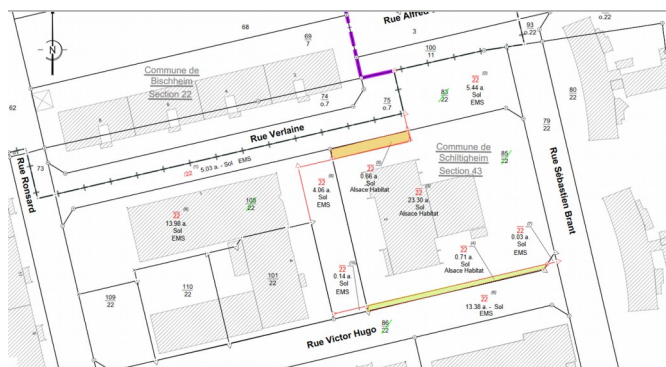 Rue Alfred
93
o.22
o.22
68
69
7
3
100
11
N
Commune de
Bischheim
Section 22
22 (2)
5.44 a.
Sol
EMS
83
22
80
22
62
74
o.7
75
o.7
Rue Verlaine
79
22
Commune de
Schiltigheim
Section 43
85
22
73
22 (1) 5.03 a. - Sol EMS
Rue Ronsard
22
4.06 a.
Sol
EMS
22
0.66 a.
Sol
Alsace Habitat
22
23.30 a.
Sol
Alsace Habitat
Rue Sébastien Brant
22
13.98 a.
Sol
EMS
22
22
0.03 a.
Sol
EMS
22
0.71 a.
Sol
Alsace Habitat
22
0.14 a.
Sol
EMS
101
22
110
22
109
22
22
13.38 a. - Sol
EMS
86
22
Rue Victor Hugo